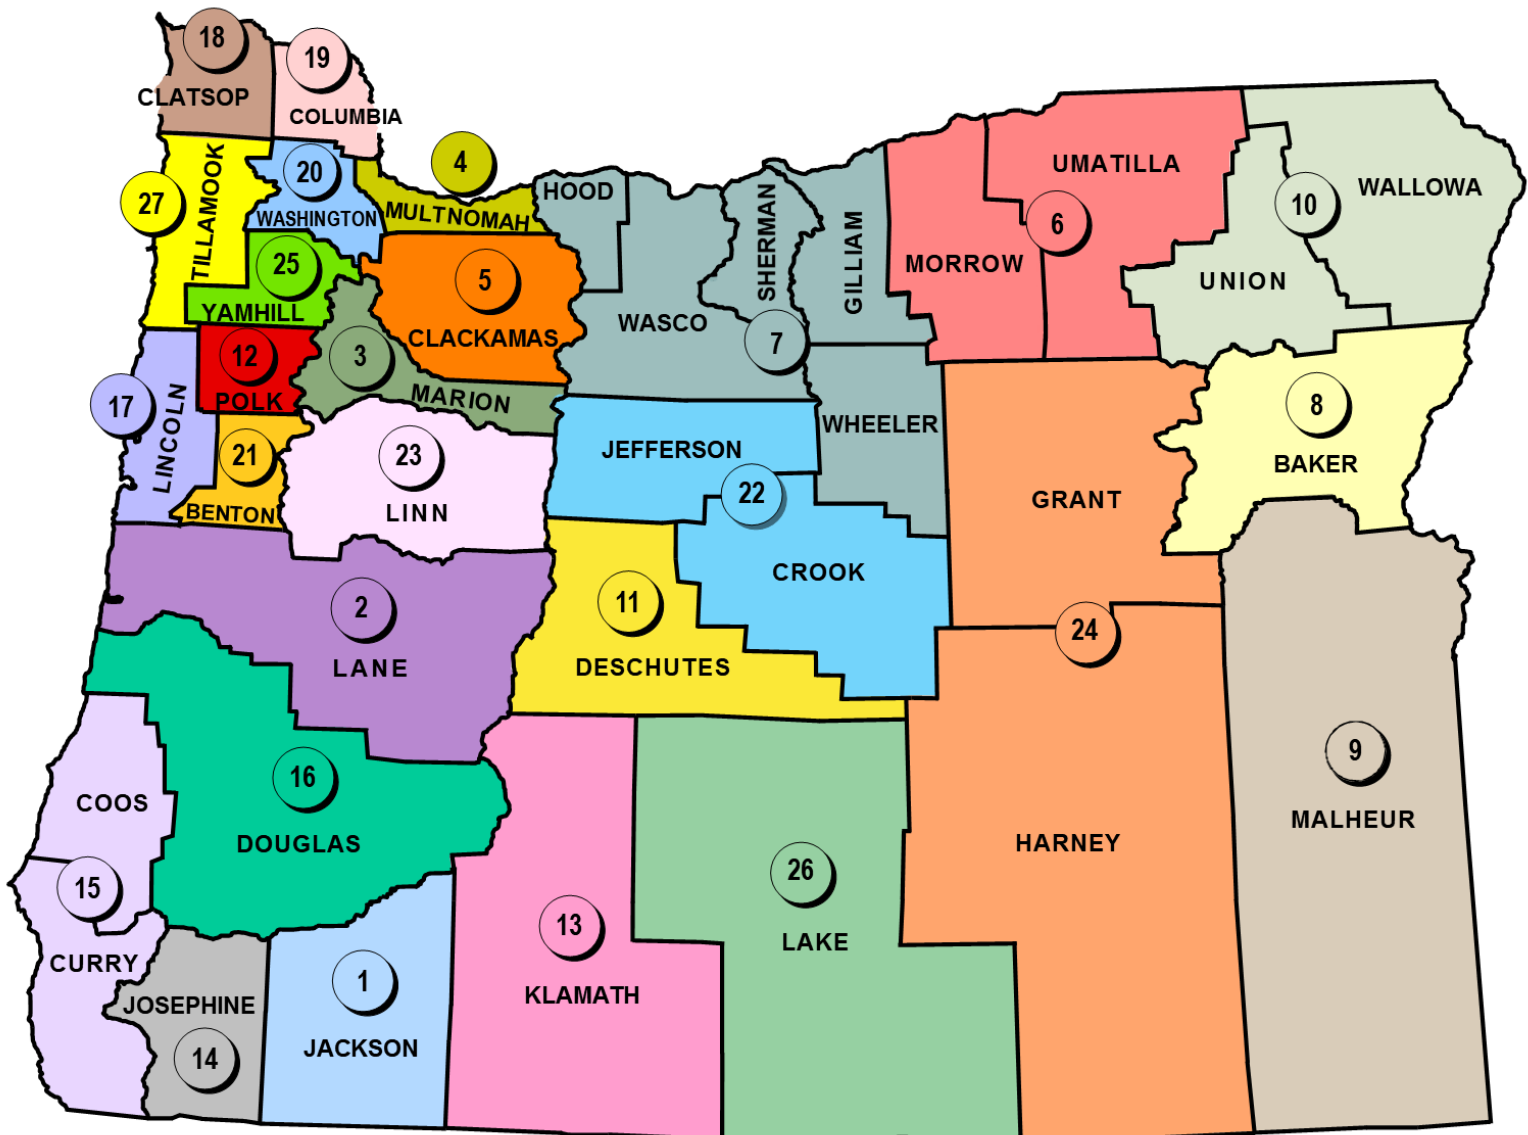 18
CLATSOP
19
COLUMBIA
27
TILLAMOOK
20
WASHINGTON
4
MULTNOMAH
HOOD
25
YAMHILL
5
CLACKAMAS
WASCO
SHERMAN
GILLIAM
7
MORROW
UMATILLA
6
10
WALLOWA
UNION
17
LINCOLN
12
POLK
3
MARION
21
BENTON
23
LINN
JEFFERSON
WHEELER
22
CROOK
GRANT
8
BAKER
2
LANE
11
DESCHUTES
24
HARNEY
9
MALHEUR
COOS
16
DOUGLAS
15
CURRY
JOSEPHINE
14
1
JACKSON
13
KLAMATH
26
LAKE